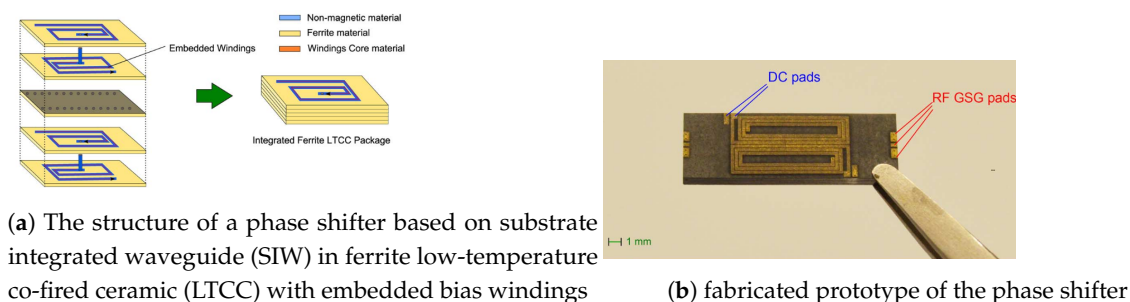 Non-magnetic material
Ferrite material
Windings Core material
Embedded Windings
Integrated Ferrite LTCC Package
DC pads
RF GSG pads
1 mm
(a) The structure of a phase shifter based on substrate
integrated waveguide (SIW) in ferrite low-temperature
co-fired ceramic (LTCC) with embedded bias windings
(b) fabricated prototype of the phase shifter